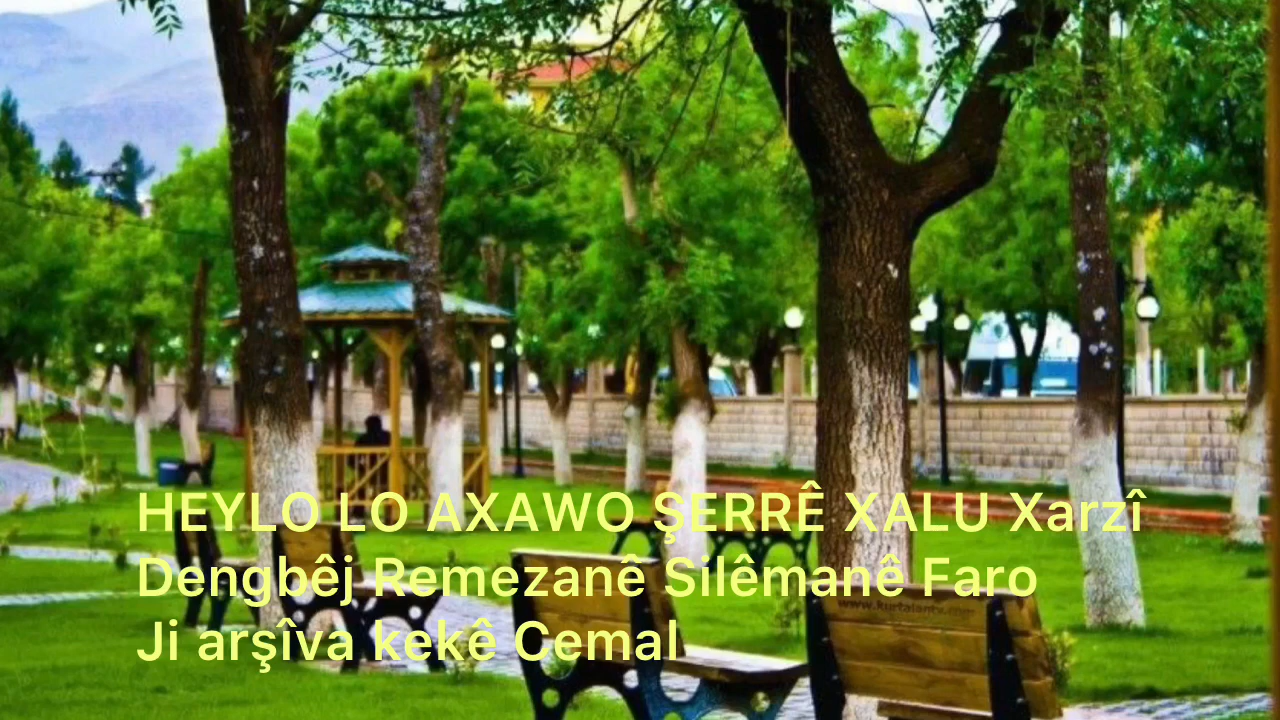 www.kurtalantv.com
HEYLO LO AXAWO ŞERRÊ XALU Xarzî
Dengbêj Remezanê Silêmanê Faro
Ji arşîva kekê Cemal